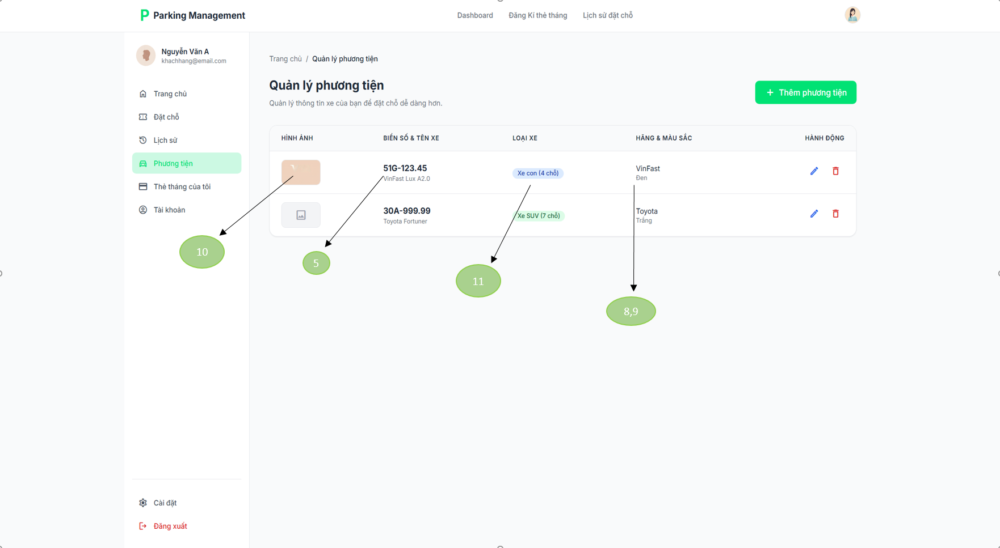 P Parking Management
Dashboard
Đăng Kí thẻ tháng
Lịch sử đặt chỗ
Nguyễn Văn A
khachhang@email.com
Trang chủ
Đặt chỗ
Lịch sử
Phương tiện
Thẻ tháng của tôi
Tài khoản
Cài đặt
Đăng xuất
Trang chủ / Quản lý phương tiện
Quản lý phương tiện
Quản lý thông tin xe của bạn để đặt chỗ dễ dàng hơn.
+ Thêm phương tiện
HÌNH ẢNH
BIỂN SỐ & TÊN XE
LOẠI XE
HÃNG & MÀU SẮC
HÀNH ĐỘNG
51G-123.45
VinFast Lux A2.0
Xe con (4 chỗ)
VinFast
Đen
30A-999.99
Toyota Fortuner
Xe SUV (7 chỗ)
Toyota
Trắng
10
5
11
8,9